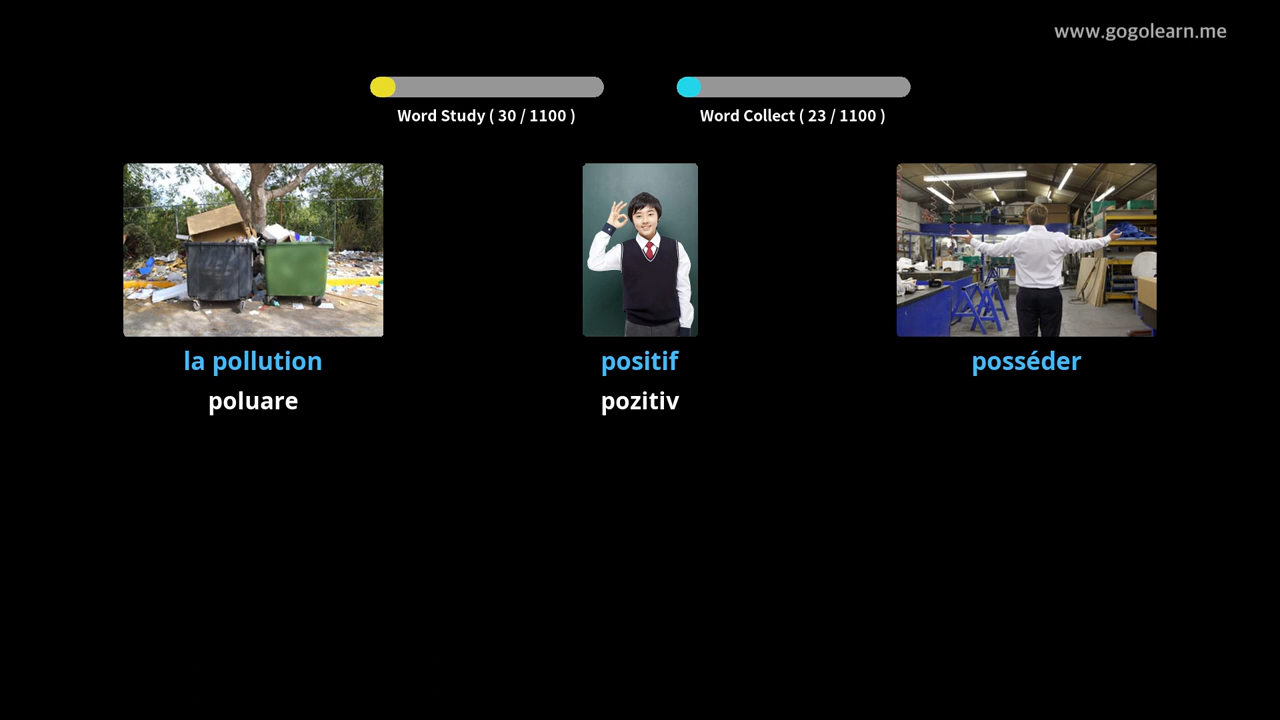 www.gogolearn.me
Word Study ( 30 / 1100 )
Word Collect ( 23 / 1100 )
la pollution
positif
posséder
poluare
pozitiv